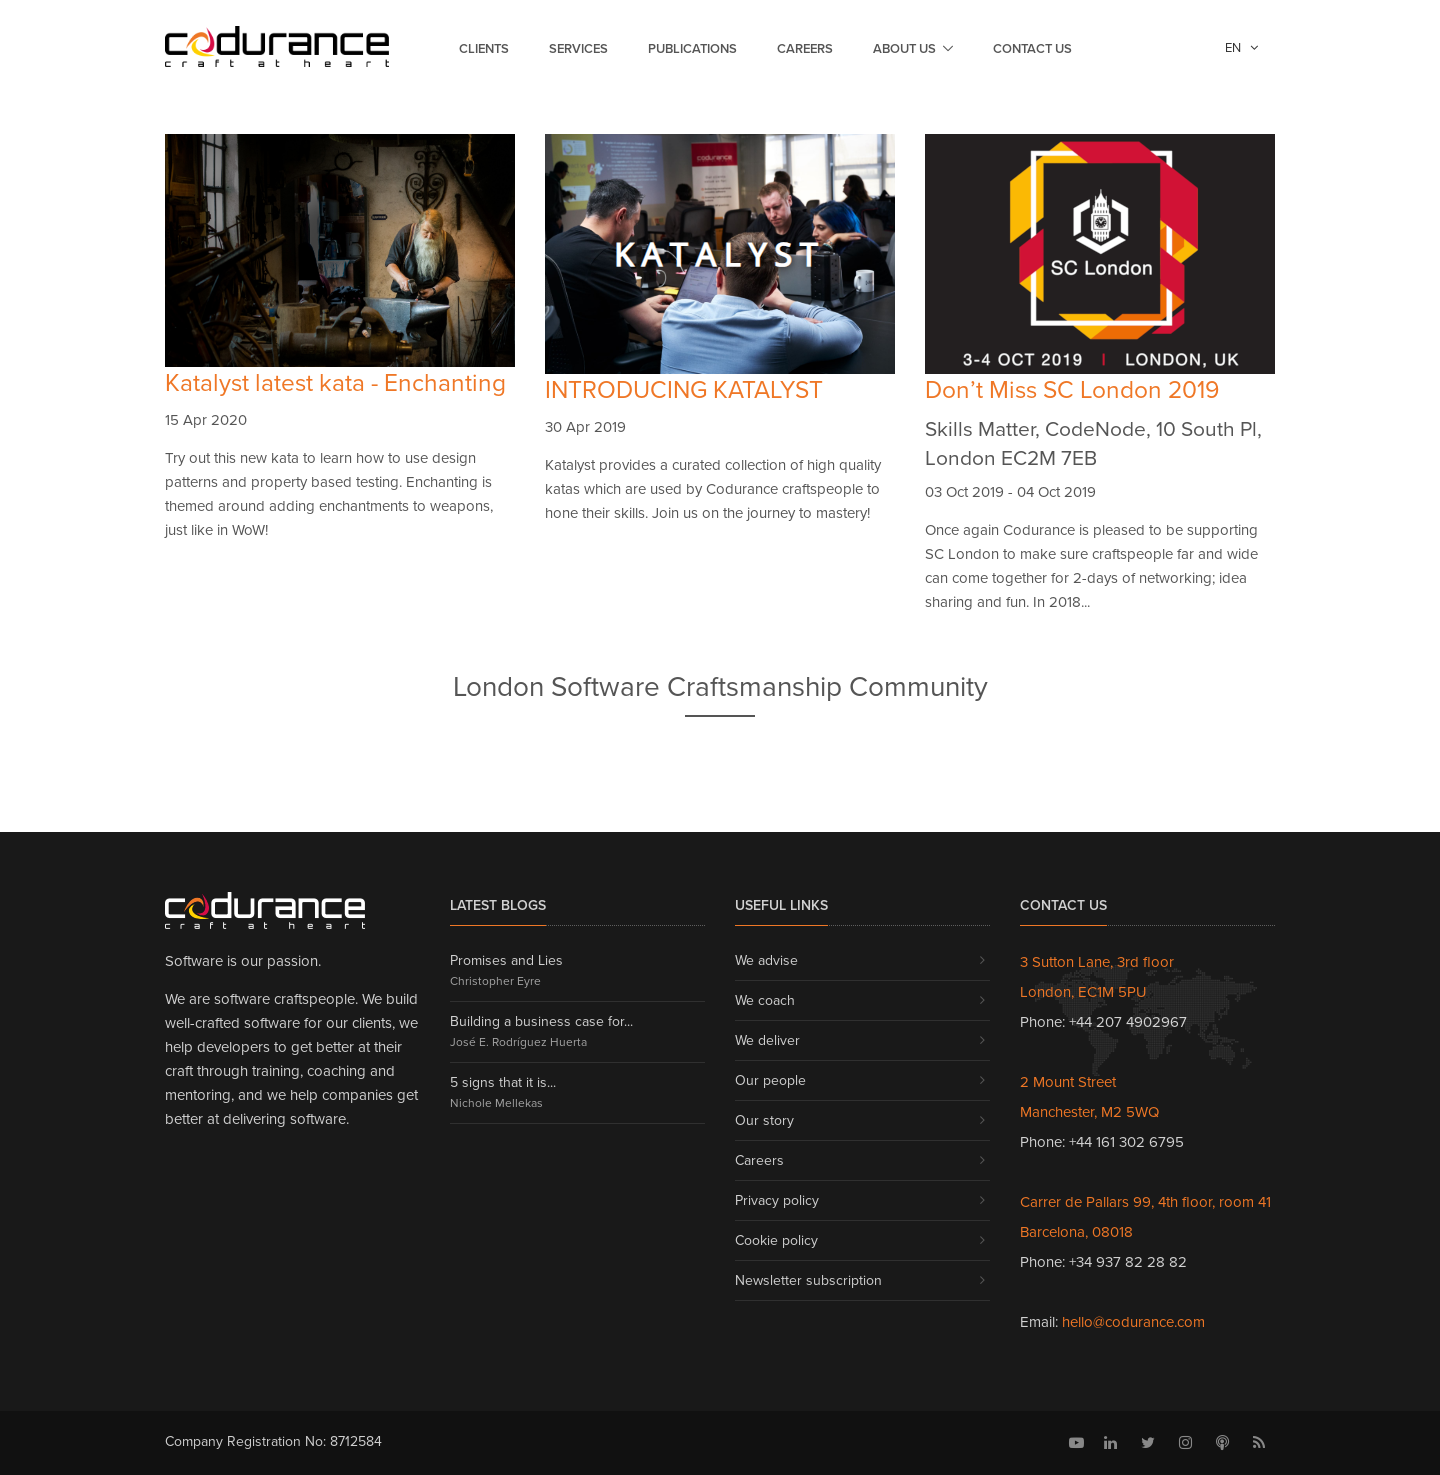 codurance
craft at heart
CLIENTS
SERVICES
PUBLICATIONS
CAREERS
ABOUT US
CONTACT US
EN
Katalyst latest kata - Enchanting
15 Apr 2020
Try out this new kata to learn how to use design
patterns and property based testing. Enchanting is
themed around adding enchantments to weapons,
just like in WoW!
codurance
KATALYST
INTRODUCING KATALYST
30 Apr 2019
Katalyst provides a curated collection of high quality
katas which are used by Codurance craftspeople to
hone their skills. Join us on the journey to mastery!
SC London
3-4 OCT 2019 | LONDON, UK
Don’t Miss SC London 2019
Skills Matter, CodeNode, 10 South Pl,
London EC2M 7EB
03 Oct 2019 - 04 Oct 2019
Once again Codurance is pleased to be supporting
SC London to make sure craftspeople far and wide
can come together for 2-days of networking; idea
sharing and fun. In 2018...
London Software Craftsmanship Community
codurance
craft at heart
Software is our passion.
We are software craftspeople. We build
well-crafted software for our clients, we
help developers to get better at their
craft through training, coaching and
mentoring, and we help companies get
better at delivering software.
LATEST BLOGS
Promises and Lies
Christopher Eyre
Building a business case for...
José E. Rodríguez Huerta
5 signs that it is...
Nichole Mellekas
USEFUL LINKS
We advise
We coach
We deliver
Our people
Our story
Careers
Privacy policy
Cookie policy
Newsletter subscription
CONTACT US
3 Sutton Lane, 3rd floor
London, EC1M 5PU
Phone: +44 207 4902967
2 Mount Street
Manchester, M2 5WQ
Phone: +44 161 302 6795
Carrer de Pallars 99, 4th floor, room 41
Barcelona, 08018
Phone: +34 937 82 28 82
Email: hello@codurance.com
Company Registration No: 8712584